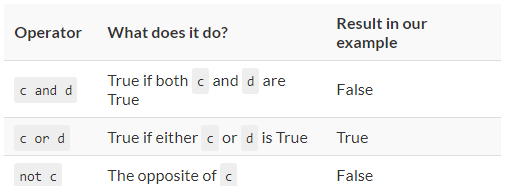 Operator What does it do? Result in our
example
c and d True if both c and d are False
True
c or d True if either c or d is True True
not c The opposite of c False